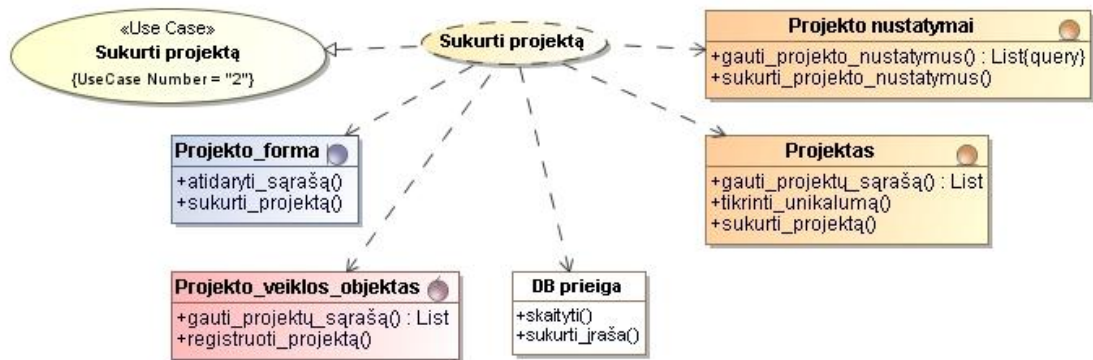 «Use Case»
Sukurti projektą
{UseCase Number = "2"}
Sukurti projektą
Projekto nustatymai
+gauti_projekto_nustatymus() : List{query}
+sukurti_projekto_nustatymus()
Projekto_forma
+atidaryti_sąrašą()
+sukurti_projektą()
Projektas
+gauti_projektų_sąrašą() : List
+tikrinti_unikalumą()
+sukurti_projektą()
Projekto_veiklos_objektas
+gauti_projektų_sąrašą() : List
+registruoti_projektą()
DB prieiga
+skaityti()
+sukurti_įraša()